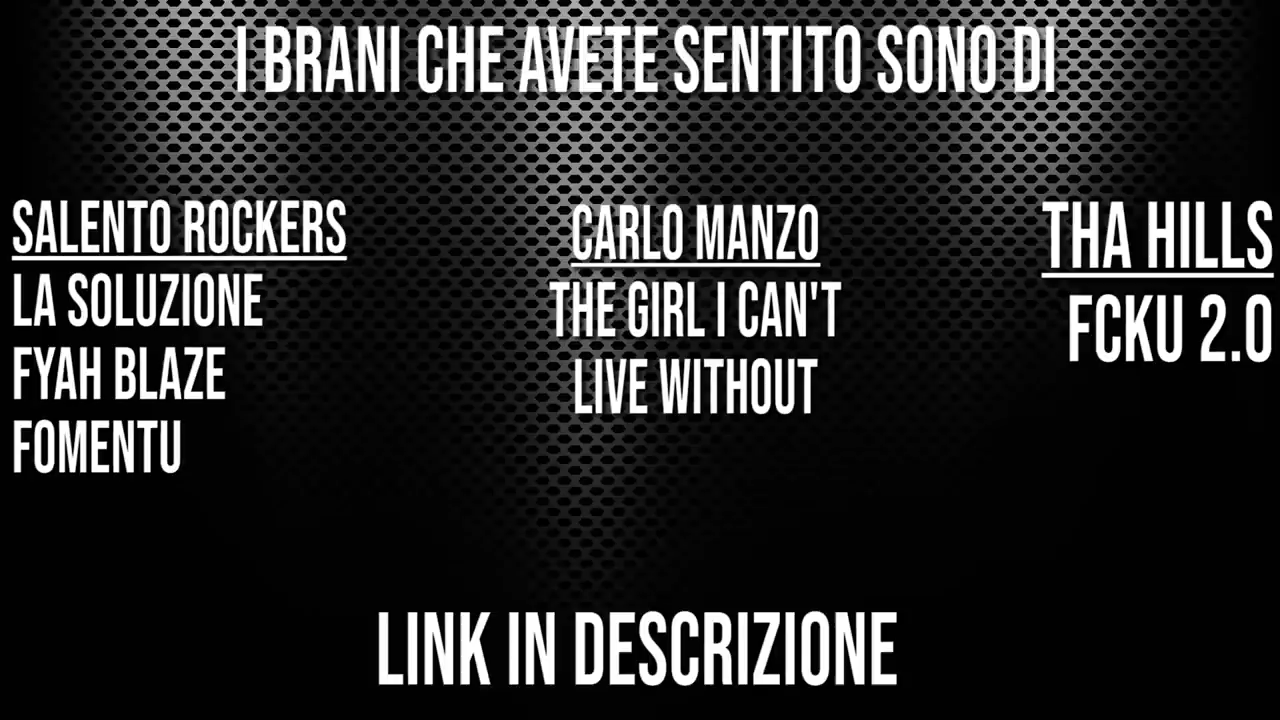 I BRANI CHE AVETE SENTITO SONO DI
SALENTO ROCKERS
LA SOLUZIONE
FYAH BLAZE
FOMENTU
CARLO MANZO
THE GIRL I CAN'T
LIVE WITHOUT
THA HILLS
FCKU 2.0
LINK IN DESCRIZIONE